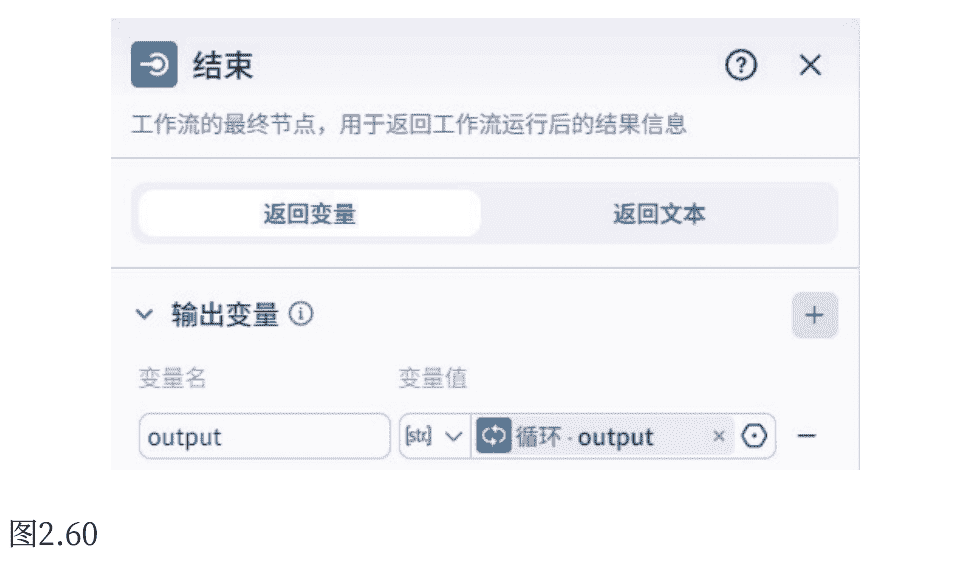 结束
工作流的最终节点，用于返回工作流运行后的结果信息
返回变量 返回文本
输出变量
变量名 变量值
output [str] 循环 · output
图2.60